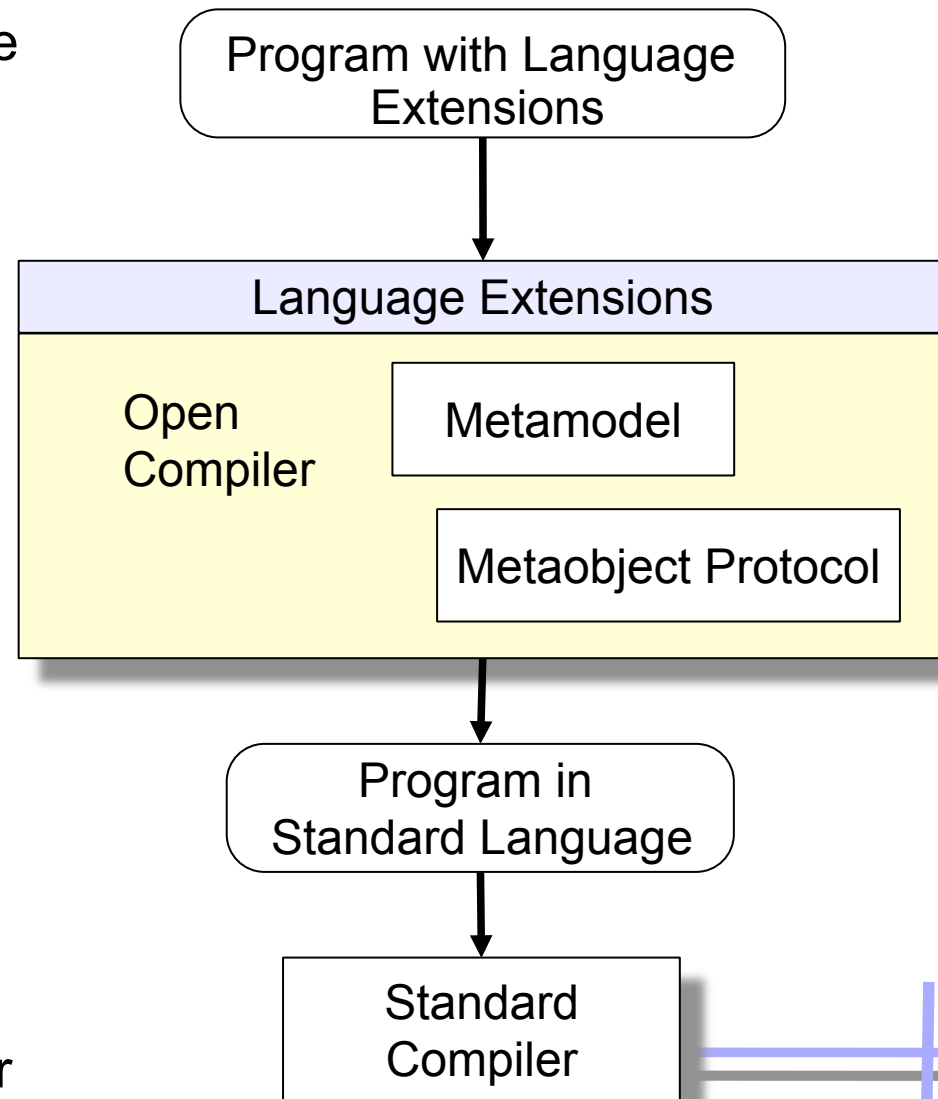 e
Program with Language
Extensions
Language Extensions
Open
Compiler
Metamodel
Metaobject Protocol
Program in
Standard Language
Standard
Compiler
r